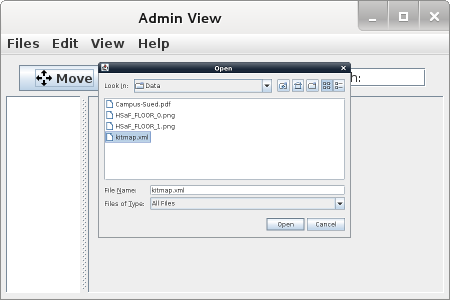 Admin View
Files Edit View Help
Move
h:
Open
Look In: Data
Campus-Sued.pdf
HSaF_FLOOR_0.png
HSaF_FLOOR_1.png
kitmap.xml
File Name: kitmap.xml
Files of Type: All Files
Open Cancel